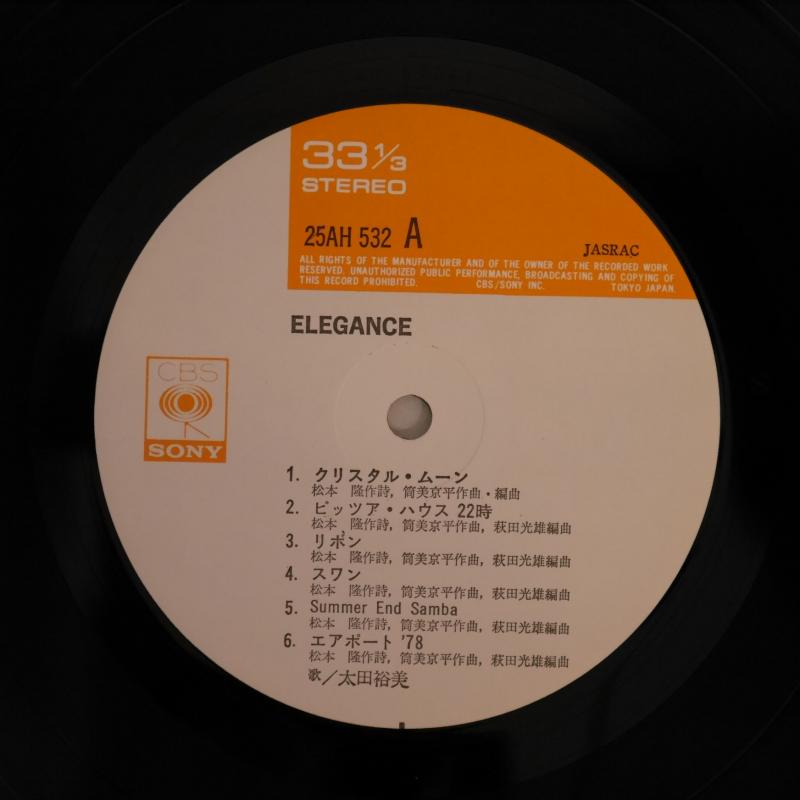 33 1/3
STEREO
25AH 532 A
JASRAC
ALL RIGHTS OF THE MANUFACTURER AND OF THE OWNER OF THE RECORDED WORK
RESERVED. UNAUTHORIZED PUBLIC PERFORMANCE, BROADCASTING AND COPYING OF
THIS RECORD PROHIBITED. CBS/SONY INC. TOKYO JAPAN.
ELEGANCE
CBS
SONY
1. クリスタル・ムーン
松本 隆作詩, 筒美京平作曲・編曲
2. ピッツア・ハウス 22時
松本 隆作詩, 筒美京平作曲, 萩田光雄編曲
3. リボン
松本 隆作詩, 筒美京平作曲, 萩田光雄編曲
4. スワン
松本 隆作詩, 筒美京平作曲, 萩田光雄編曲
5. Summer End Samba
松本 隆作詩, 筒美京平作曲, 萩田光雄編曲
6. エアポート '78
松本 隆作詩, 筒美京平作曲, 萩田光雄編曲
歌/太田裕美